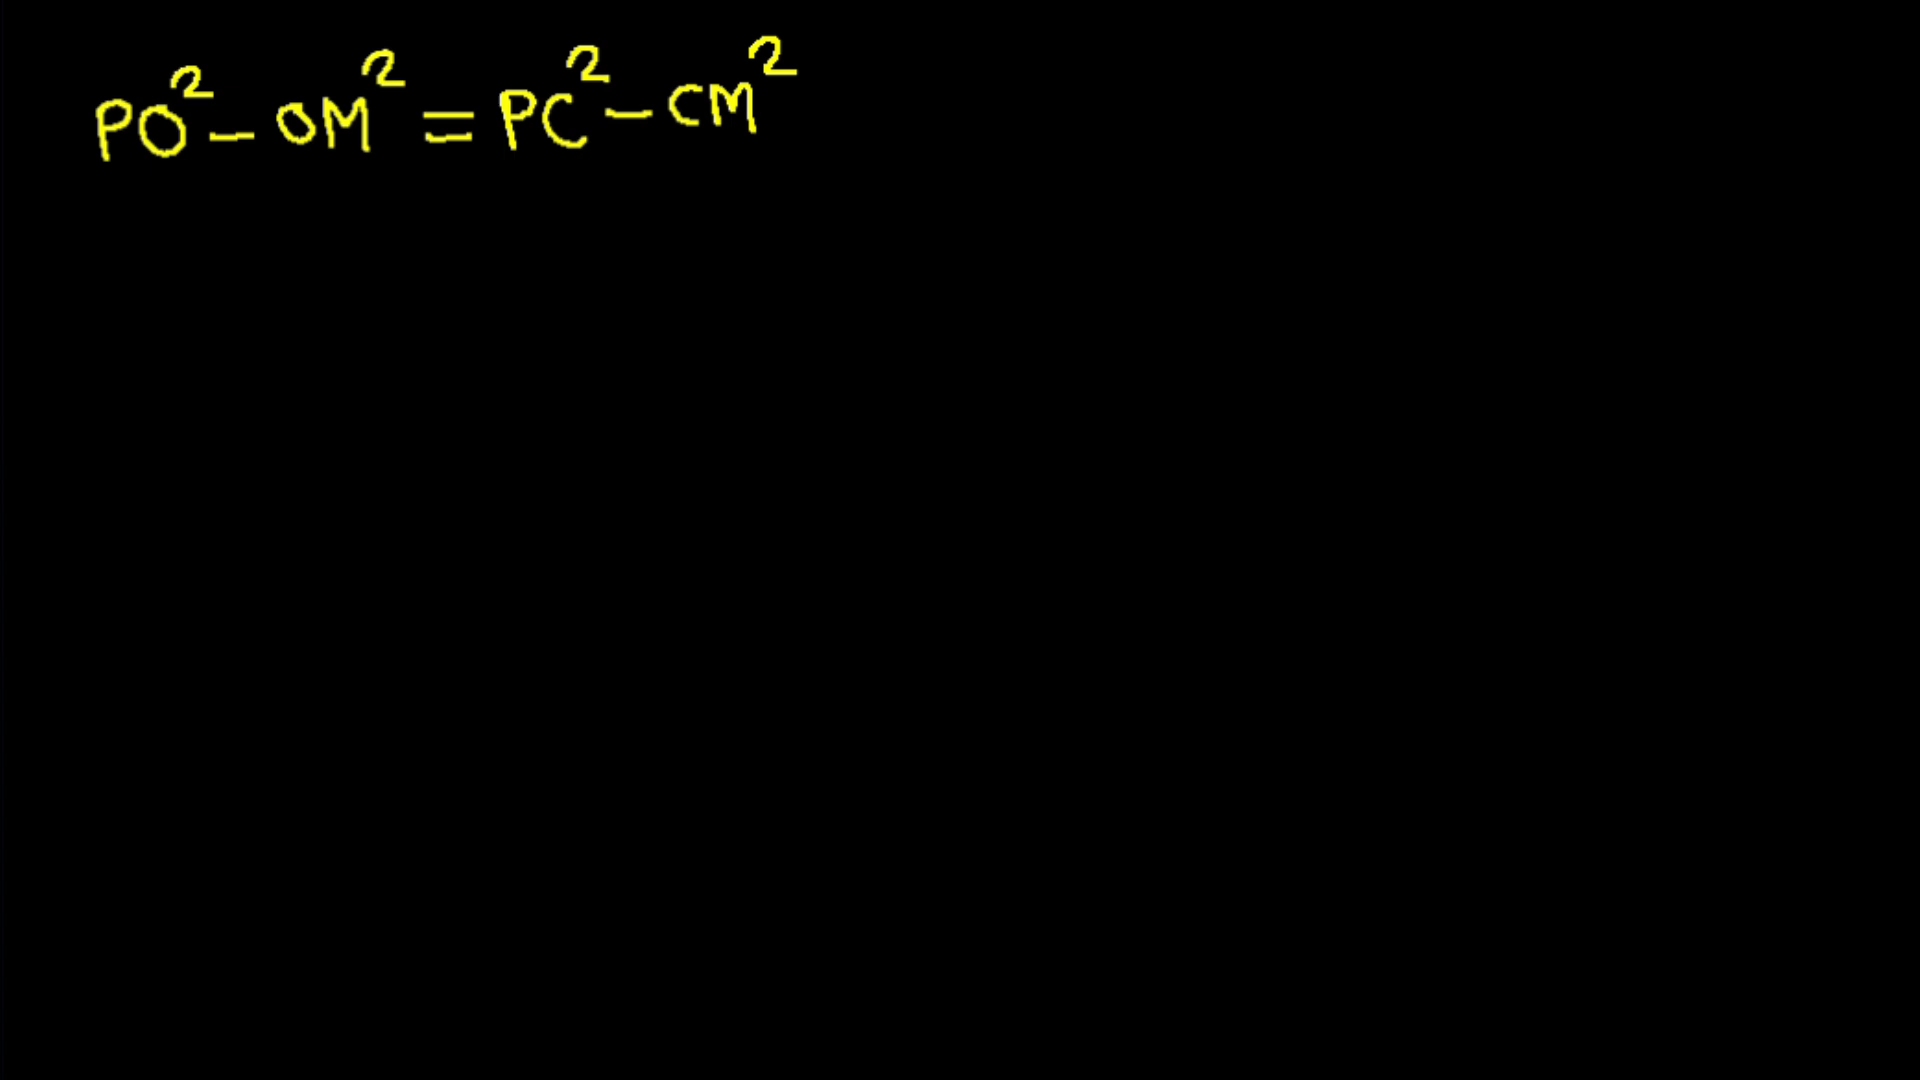 PO² - OM² = PC² - CM²